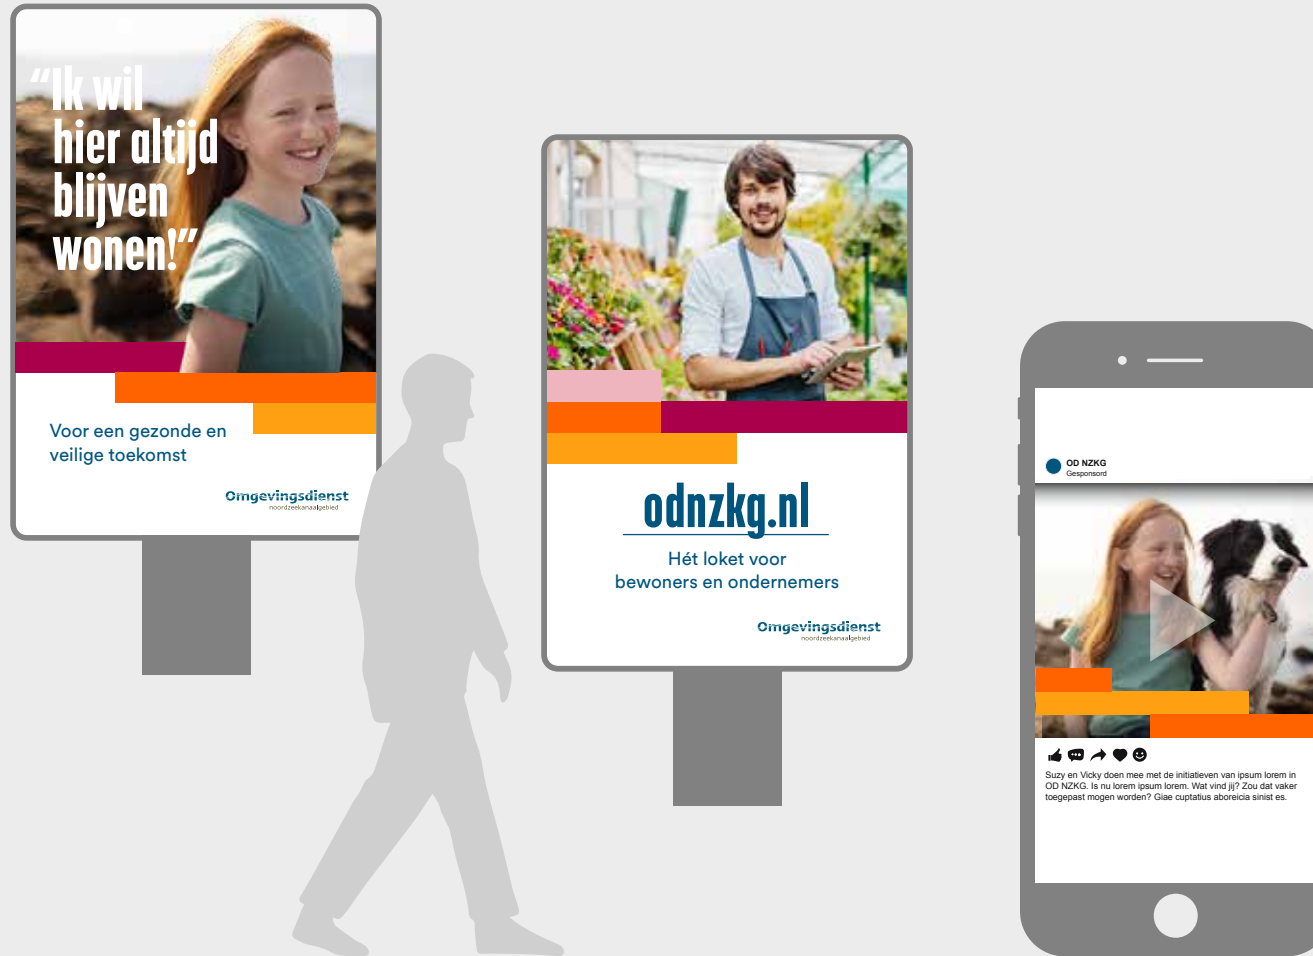 “Ik wil
hier altijd
blijven
wonen!”
Voor een gezonde en
veilige toekomst
Omgevingsdienst
noordzeekanaalgebied
odnzkg.nl
Hét loket voor
bewoners en ondernemers
Omgevingsdienst
noordzeekanaalgebied
OD NZKG
Gesponsord
Suzy en Vicky doen mee met de initiatieven van ipsum lorem in
OD NZKG. Is nu lorem ipsum lorem. Wat vind jij? Zou dat vaker
toegepast mogen worden? Giae cuptatius aboreicia sinist es.